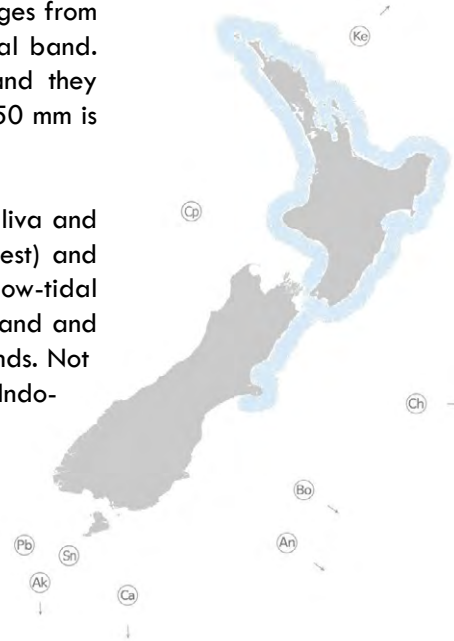 ges from
al band.
and they
50 mm is
liva and
est) and
ow-tidal
and and
nds. Not
Indo-
Ke
Cp
Ch
Bo
An
Pb
Sn
Ak
Ca